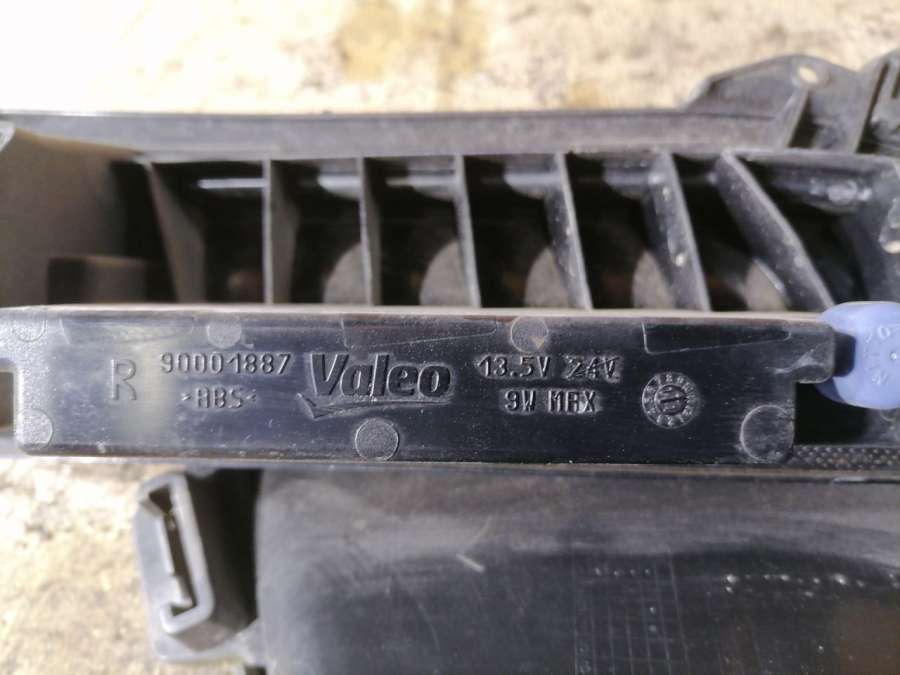 R 90001887 Valeo 13.5V 24V
>ABS< 9W MAX